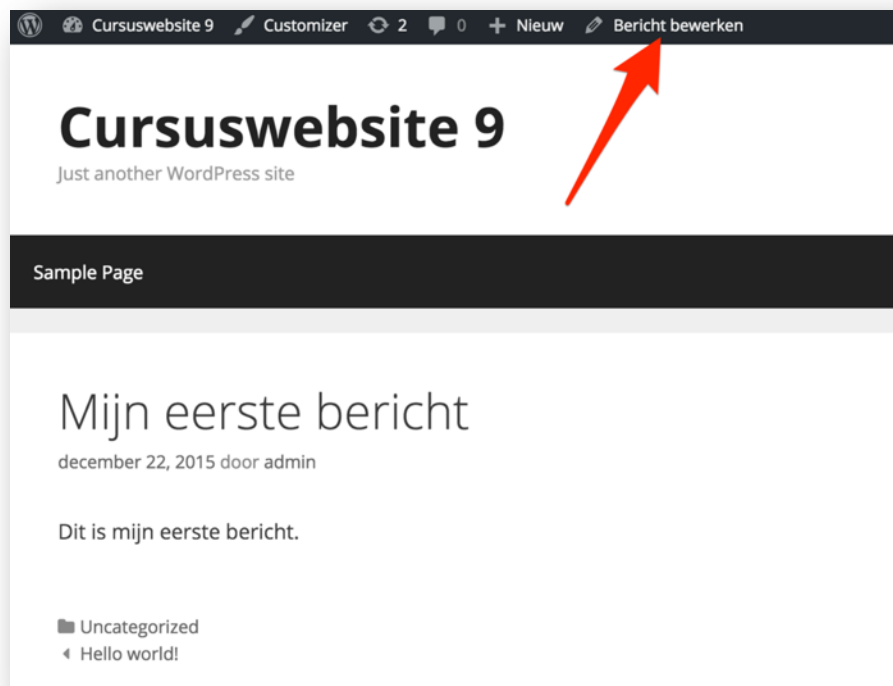 Cursuswebsite 9 Customizer 2 0 Nieuw Bericht bewerken
Cursuswebsite 9
Just another WordPress site
Sample Page
Mijn eerste bericht
december 22, 2015 door admin
Dit is mijn eerste bericht.
Uncategorized
Hello world!